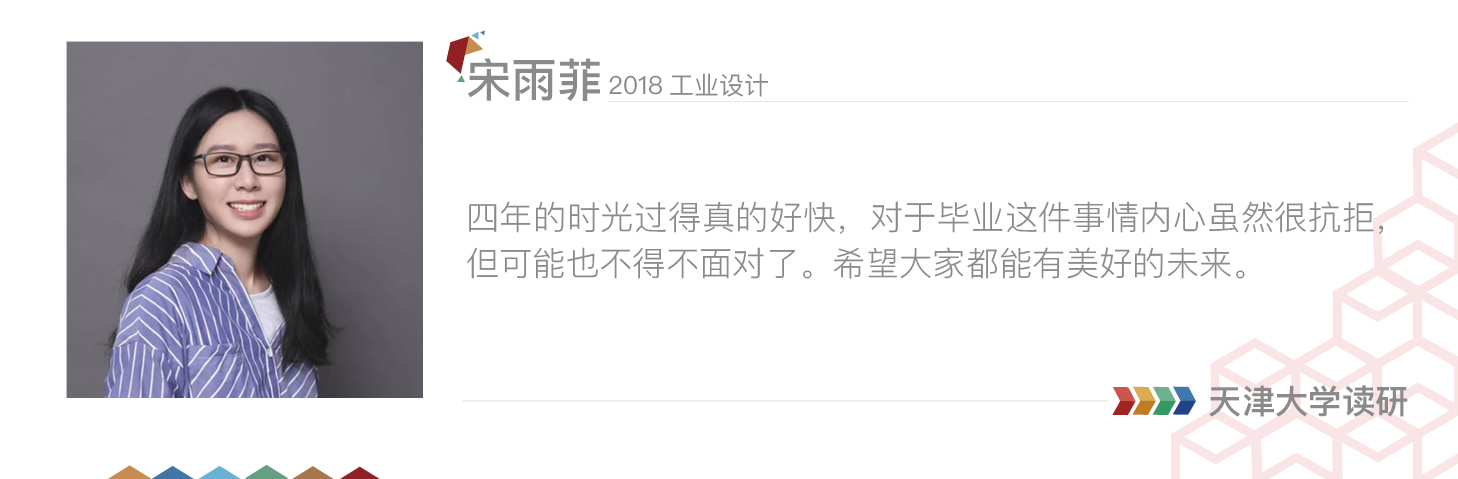 宋雨菲 2018 工业设计
四年的时光过得真的好快，对于毕业这件事情内心虽然很抗拒，
但可能也不得不面对了。希望大家都能有美好的未来。
天津大学读研